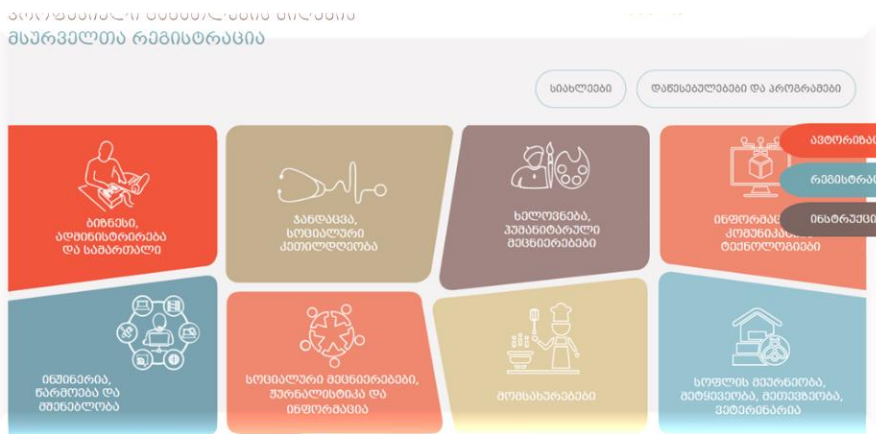 მსურველთა რეგისტრაცია
სიახლეები
დაწესებულებები და პროგრამები
ბიზნესი,
ადმინისტრირება
და სამართალი
ჯანდაცვა,
სოციალური
კეთილდღეობა
ხელოვნება,
ჰუმანიტარული
მეცნიერებები
ტექნოლოგიები
ინჟინერია,
წარმოება და
მშენებლობა
სოციალური მეცნიერებები,
ჟურნალისტიკა და
ინფორმაცია
მომსახურებები
სოფლის მეურნეობა,
მეტყევეობა, მეთევზეობა,
ვეტერინარია